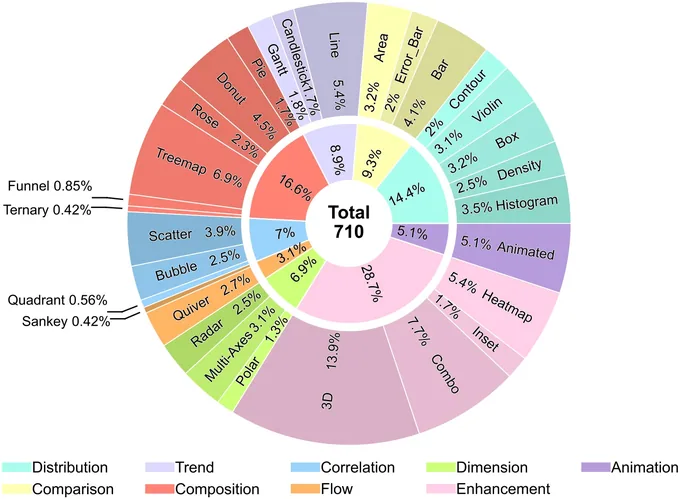 Total
710
Distribution 14.4%
Contour 2%
Violin 3.1%
Box 3.2%
Density 2.5%
Histogram 3.5%
5.1%
Animated 5.1%
28.7%
Heatmap 5.4%
Inset 1.7%
Combo 7.7%
3D 13.9%
6.9%
Polar 1.3%
Multi-Axes 3.1%
Radar 2.5%
3.1%
Quiver 2.7%
Sankey 0.42%
7%
Quadrant 0.56%
Bubble 2.5%
Scatter 3.9%
16.6%
Ternary 0.42%
Funnel 0.85%
Treemap 6.9%
Rose 2.3%
Donut 4.5%
Pie 1.7%
8.9%
Gantt 1.8%
Candlestick 1.7%
Line 5.4%
9.3%
Area 3.2%
Error_Bar 2%
Bar 4.1%
Distribution
Trend
Correlation
Dimension
Animation
Comparison
Composition
Flow
Enhancement